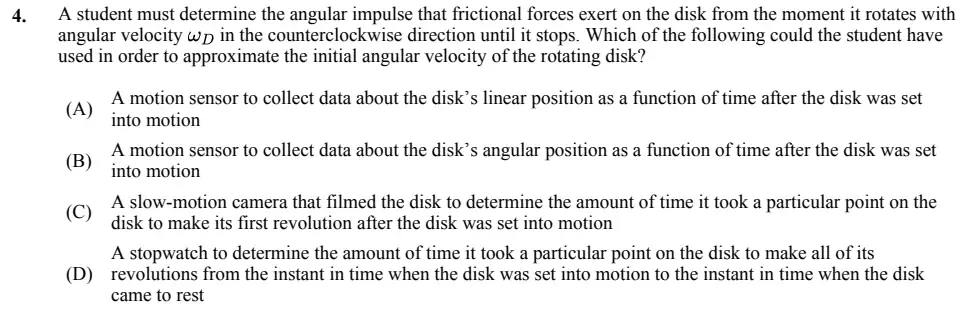 4. A student must determine the angular impulse that frictional forces exert on the disk from the moment it rotates with
angular velocity ω_D in the counterclockwise direction until it stops. Which of the following could the student have
used in order to approximate the initial angular velocity of the rotating disk?
(A) A motion sensor to collect data about the disk’s linear position as a function of time after the disk was set
into motion
(B) A motion sensor to collect data about the disk’s angular position as a function of time after the disk was set
into motion
(C) A slow-motion camera that filmed the disk to determine the amount of time it took a particular point on the
disk to make its first revolution after the disk was set into motion
A stopwatch to determine the amount of time it took a particular point on the disk to make all of its
(D) revolutions from the instant in time when the disk was set into motion to the instant in time when the disk
came to rest